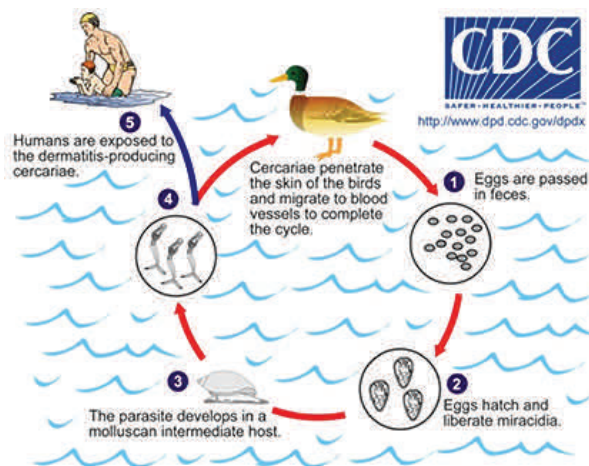 CDC
SAFER • HEALTHIER • PEOPLE™
http://www.dpd.cdc.gov/dpdx
5
Humans are exposed to
the dermatitis-producing
cercariae.
4
Cercariae penetrate
the skin of the birds
and migrate to blood
vessels to complete
the cycle.
1
Eggs are passed
in feces.
2
Eggs hatch and
liberate miracidia.
3
The parasite develops in a
molluscan intermediate host.